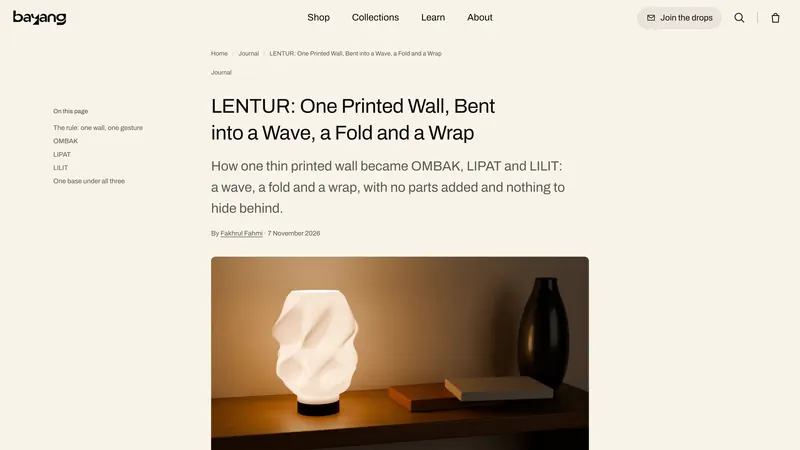 bayang
Shop
Collections
Learn
About
Join the drops
Home / Journal / LENTUR: One Printed Wall, Bent into a Wave, a Fold and a Wrap
Journal
On this page
The rule: one wall, one gesture
OMBAK
LIPAT
LILIT
One base under all three
LENTUR: One Printed Wall, Bent
into a Wave, a Fold and a Wrap
How one thin printed wall became OMBAK, LIPAT and LILIT:
a wave, a fold and a wrap, with no parts added and nothing to
hide behind.
By Fakhrul Fahmi · 7 November 2026